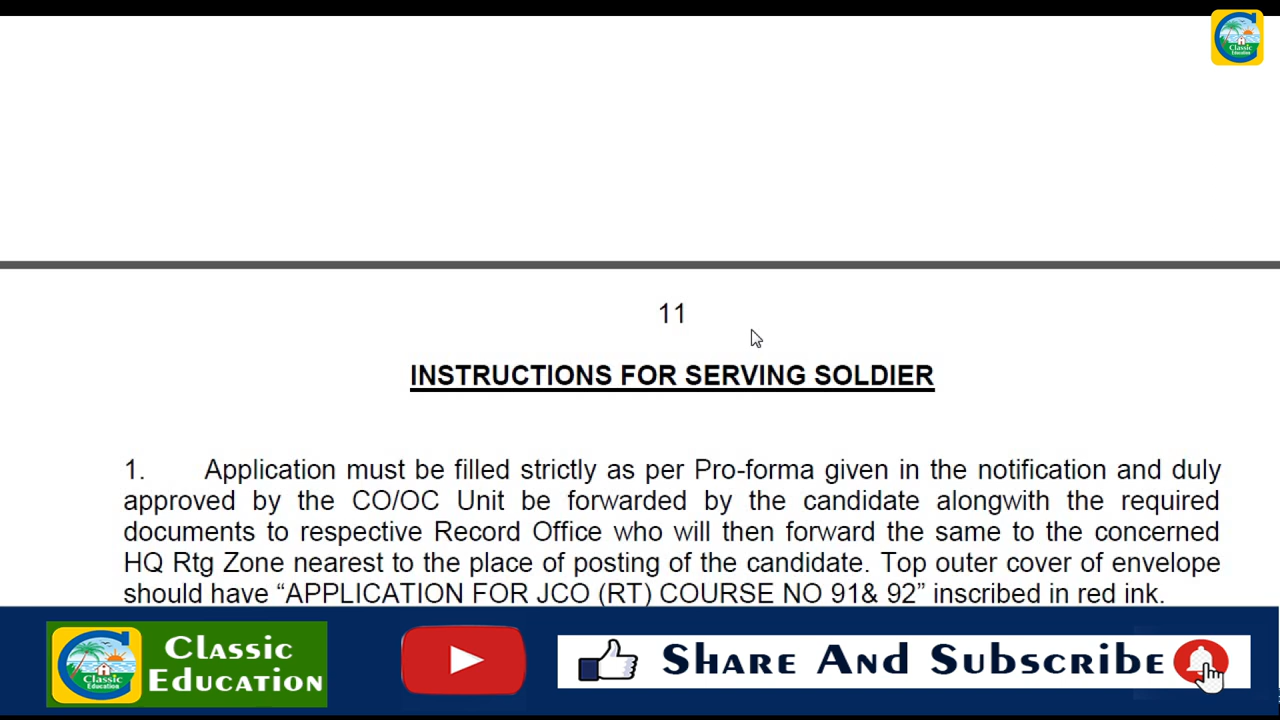 Classic
Education
11
INSTRUCTIONS FOR SERVING SOLDIER
1. Application must be filled strictly as per Pro-forma given in the notification and duly
approved by the CO/OC Unit be forwarded by the candidate alongwith the required
documents to respective Record Office who will then forward the same to the concerned
HQ Rtg Zone nearest to the place of posting of the candidate. Top outer cover of envelope
should have “APPLICATION FOR JCO (RT) COURSE NO 91& 92” inscribed in red ink.
Classic
Education
Classic
Education
Share And Subscribe